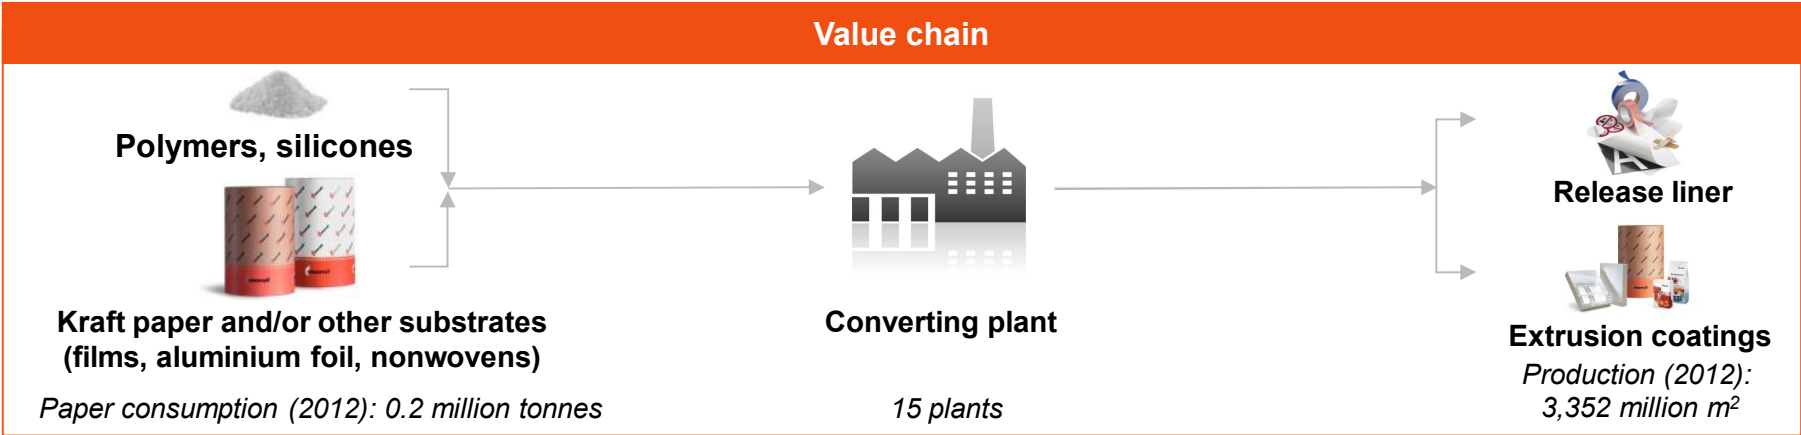 Value chain
Polymers, silicones
Kraft paper and/or other substrates
(films, aluminium foil, nonwovens)
Paper consumption (2012): 0.2 million tonnes
Converting plant
15 plants
A
Release liner
Extrusion coatings
Production (2012):
3,352 million m²